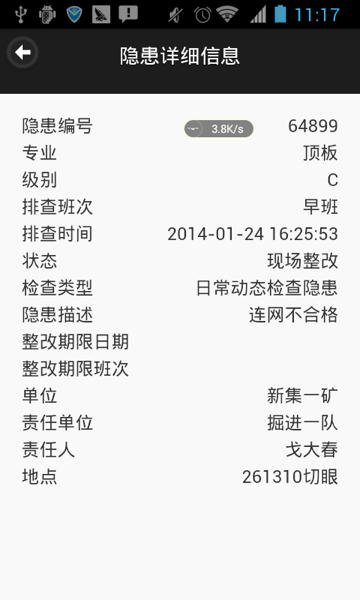 11:17
隐患详细信息
隐患编号 64899
3.8K/s
专业 顶板
级别 C
排查班次 早班
排查时间 2014-01-24 16:25:53
状态 现场整改
检查类型 日常动态检查隐患
隐患描述 连网不合格
整改期限日期
整改期限班次
单位 新集一矿
责任单位 掘进一队
责任人 戈大春
地点 261310切眼